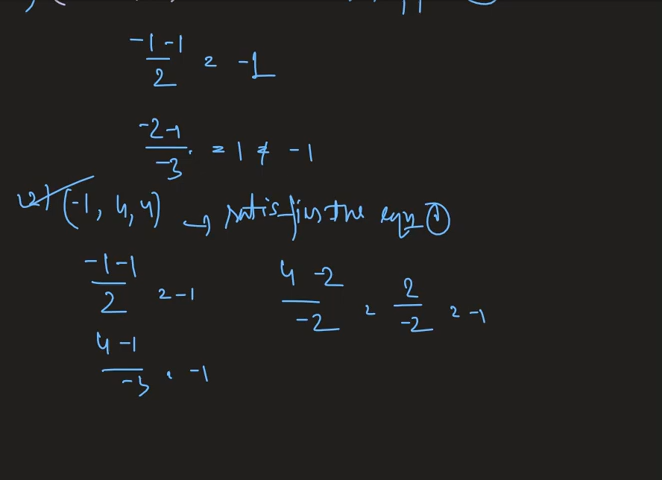 -1-1/2 = -1
-2-1/-3 = 1 ≠ -1
2) (-1, 4, 4) → satisfies the eqn ①
-1-1/2 = -1
4-2/-2 = 2/-2 = -1
4-1/-3 = -1